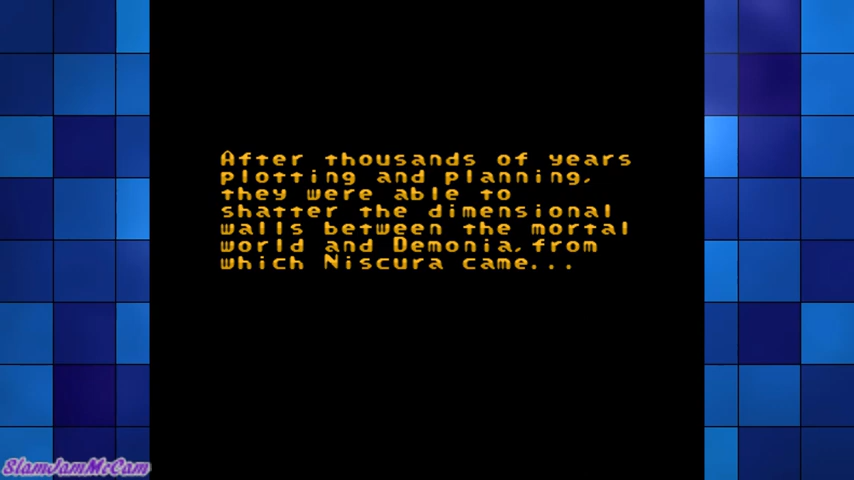 After thousands of years
plotting and planning,
they were able to
shatter the dimensional
walls between the mortal
world and Demonia,from
which Niscura came...
SlamJamMcCam